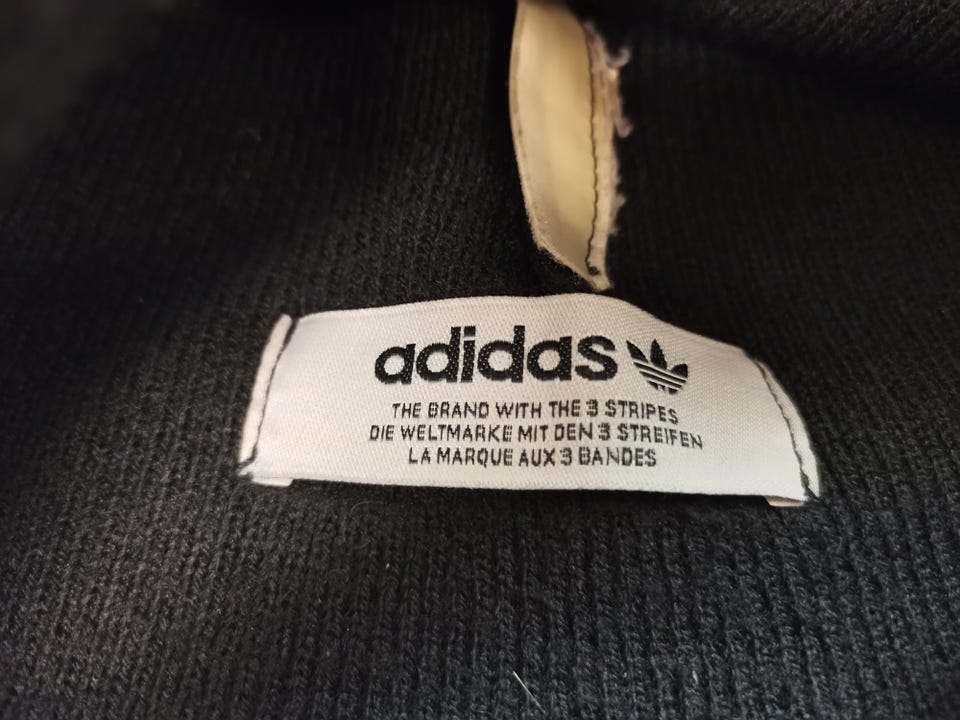 adidas
THE BRAND WITH THE 3 STRIPES
DIE WELTMARKE MIT DEN 3 STREIFEN
LA MARQUE AUX 3 BANDES